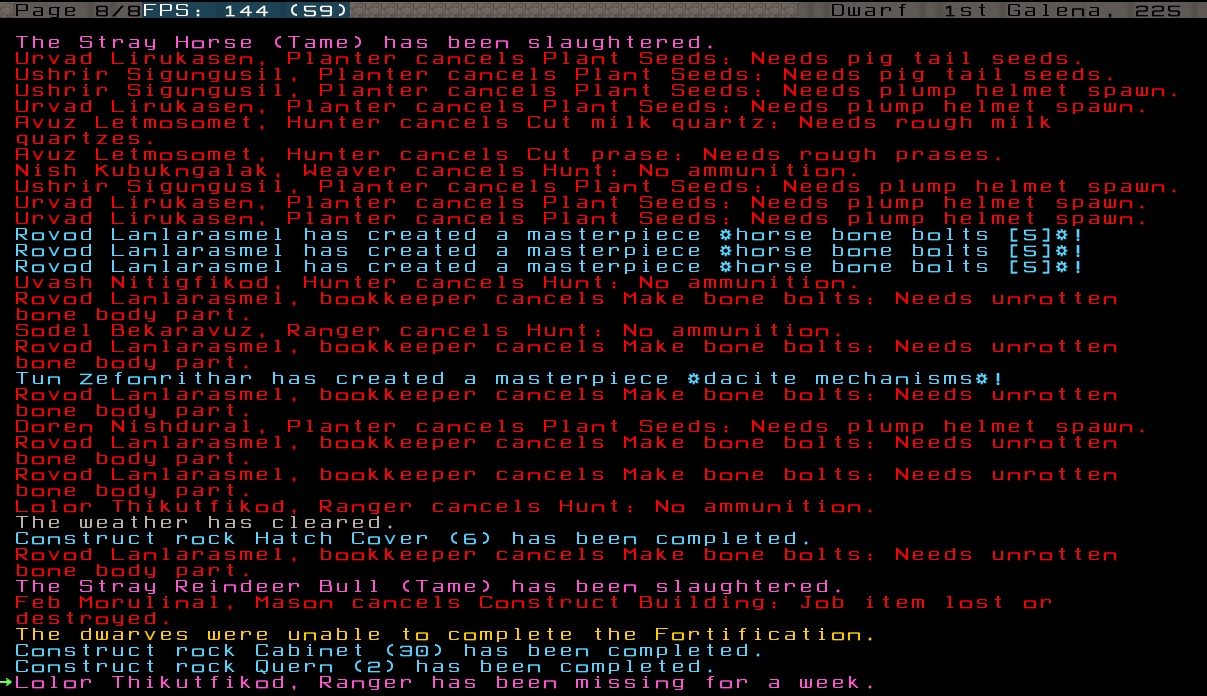 Page 8/8 FPS: 144 (59) Dwarf 1st Galena, 225
The Stray Horse (Tame) has been slaughtered.
Urvad Lirukasen, Planter cancels Plant Seeds: Needs pig tail seeds.
Ushrir Sigungusil, Planter cancels Plant Seeds: Needs pig tail seeds.
Ushrir Sigungusil, Planter cancels Plant Seeds: Needs plump helmet spawn.
Urvad Lirukasen, Planter cancels Plant Seeds: Needs plump helmet spawn.
Avuz Letmosomet, Hunter cancels Cut milk quartz: Needs rough milk
quartzes.
Avuz Letmosomet, Hunter cancels Cut prase: Needs rough prases.
Nish Kubukngalak, Weaver cancels Hunt: No ammunition.
Ushrir Sigungusil, Planter cancels Plant Seeds: Needs plump helmet spawn.
Urvad Lirukasen, Planter cancels Plant Seeds: Needs plump helmet spawn.
Urvad Lirukasen, Planter cancels Plant Seeds: Needs plump helmet spawn.
Rovod Lanlarasmel has created a masterpiece ☼horse bone bolts [5]☼!
Rovod Lanlarasmel has created a masterpiece ☼horse bone bolts [5]☼!
Rovod Lanlarasmel has created a masterpiece ☼horse bone bolts [5]☼!
Uvash Nitigfikod, Hunter cancels Hunt: No ammunition.
Rovod Lanlarasmel, bookkeeper cancels Make bone bolts: Needs unrotten
bone body part.
Sodel Bekaravuz, Ranger cancels Hunt: No ammunition.
Rovod Lanlarasmel, bookkeeper cancels Make bone bolts: Needs unrotten
bone body part.
Tun Zefonrithar has created a masterpiece ☼dacite mechanisms☼!
Rovod Lanlarasmel, bookkeeper cancels Make bone bolts: Needs unrotten
bone body part.
Doren Nishdural, Planter cancels Plant Seeds: Needs plump helmet spawn.
Rovod Lanlarasmel, bookkeeper cancels Make bone bolts: Needs unrotten
bone body part.
Rovod Lanlarasmel, bookkeeper cancels Make bone bolts: Needs unrotten
bone body part.
Lolor Thikutfikod, Ranger cancels Hunt: No ammunition.
The weather has cleared.
Construct rock Hatch Cover (6) has been completed.
Rovod Lanlarasmel, bookkeeper cancels Make bone bolts: Needs unrotten
bone body part.
The Stray Reindeer Bull (Tame) has been slaughtered.
Feb Morulinal, Mason cancels Construct Building: Job item lost or
destroyed.
The dwarves were unable to complete the Fortification.
Construct rock Cabinet (30) has been completed.
Construct rock Quern (2) has been completed.
→Lolor Thikutfikod, Ranger has been missing for a week.